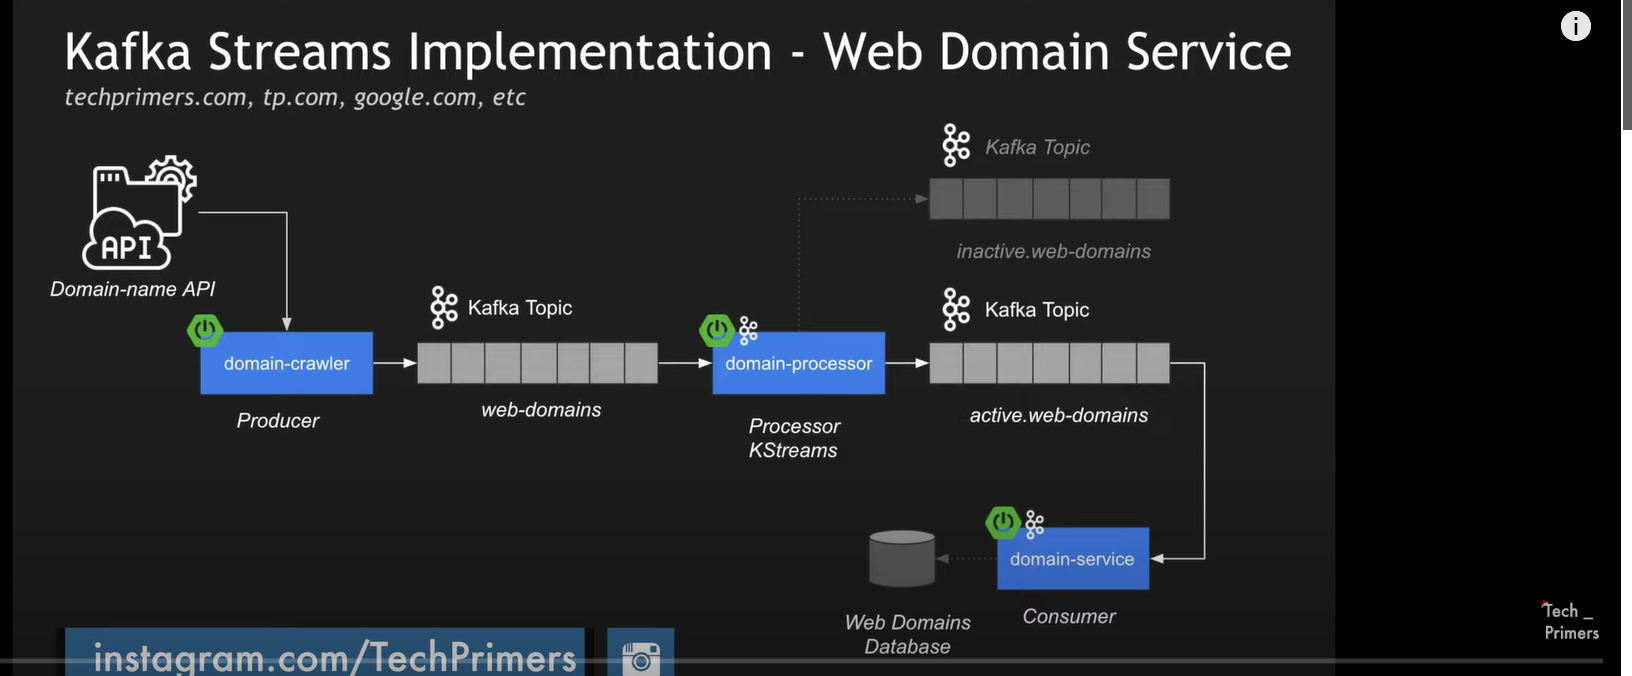 Kafka Streams Implementation - Web Domain Service
techprimers.com, tp.com, google.com, etc
Kafka Topic
inactive.web-domains
API
Domain-name API
Kafka Topic
Kafka Topic
domain-crawler
domain-processor
Producer
web-domains
Processor
KStreams
active.web-domains
domain-service
Consumer
Web Domains
Database
Tech _
Primers
instagram.com/TechPrimers
i